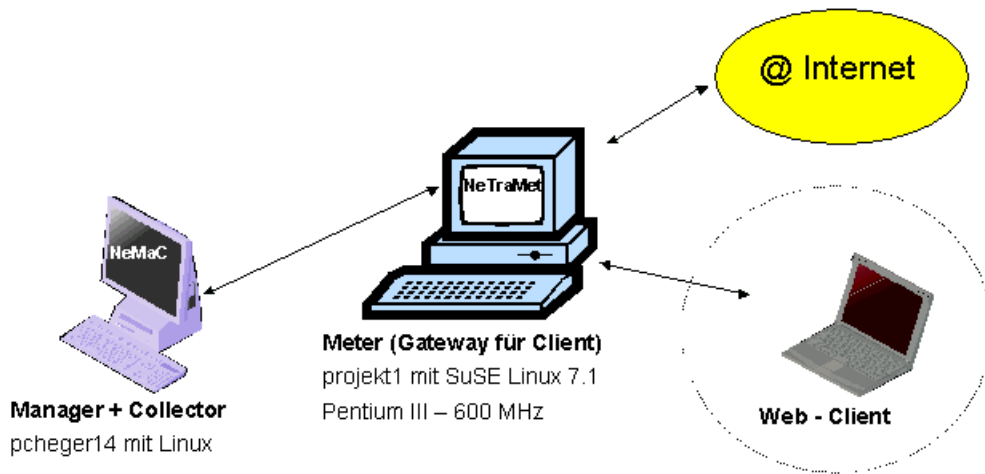 @ Internet
NeTraMet
NeMaC
Meter (Gateway für Client)
projekt1 mit SuSE Linux 7.1
Pentium III – 600 MHz
Manager + Collector
pcheger14 mit Linux
Web - Client